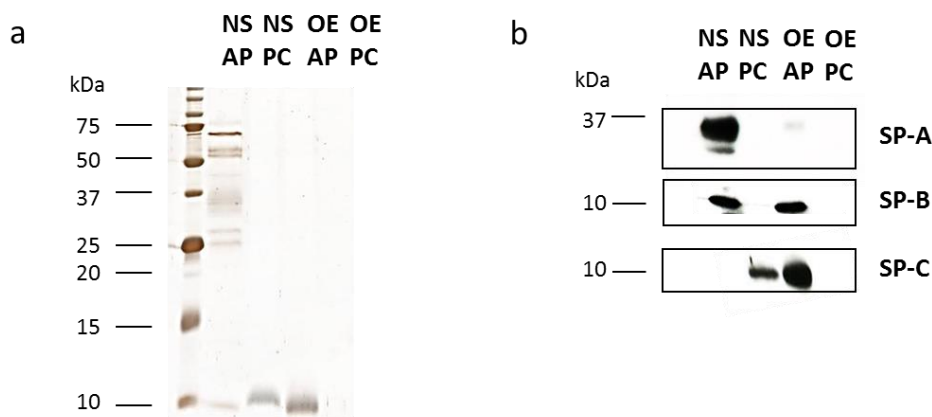 a
NS NS OE OE
AP PC AP PC
kDa
75
50
37
25
20
15
10
b
NS NS OE OE
AP PC AP PC
kDa
37
SP-A
10
SP-B
10
SP-C